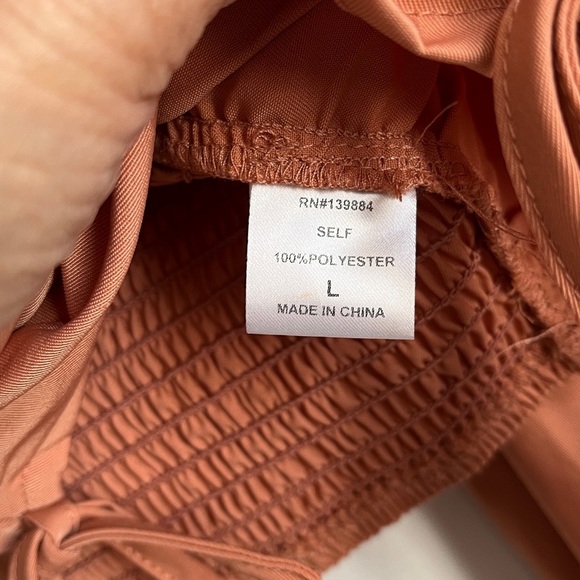 RN#139884
SELF
100%POLYESTER
L
MADE IN CHINA